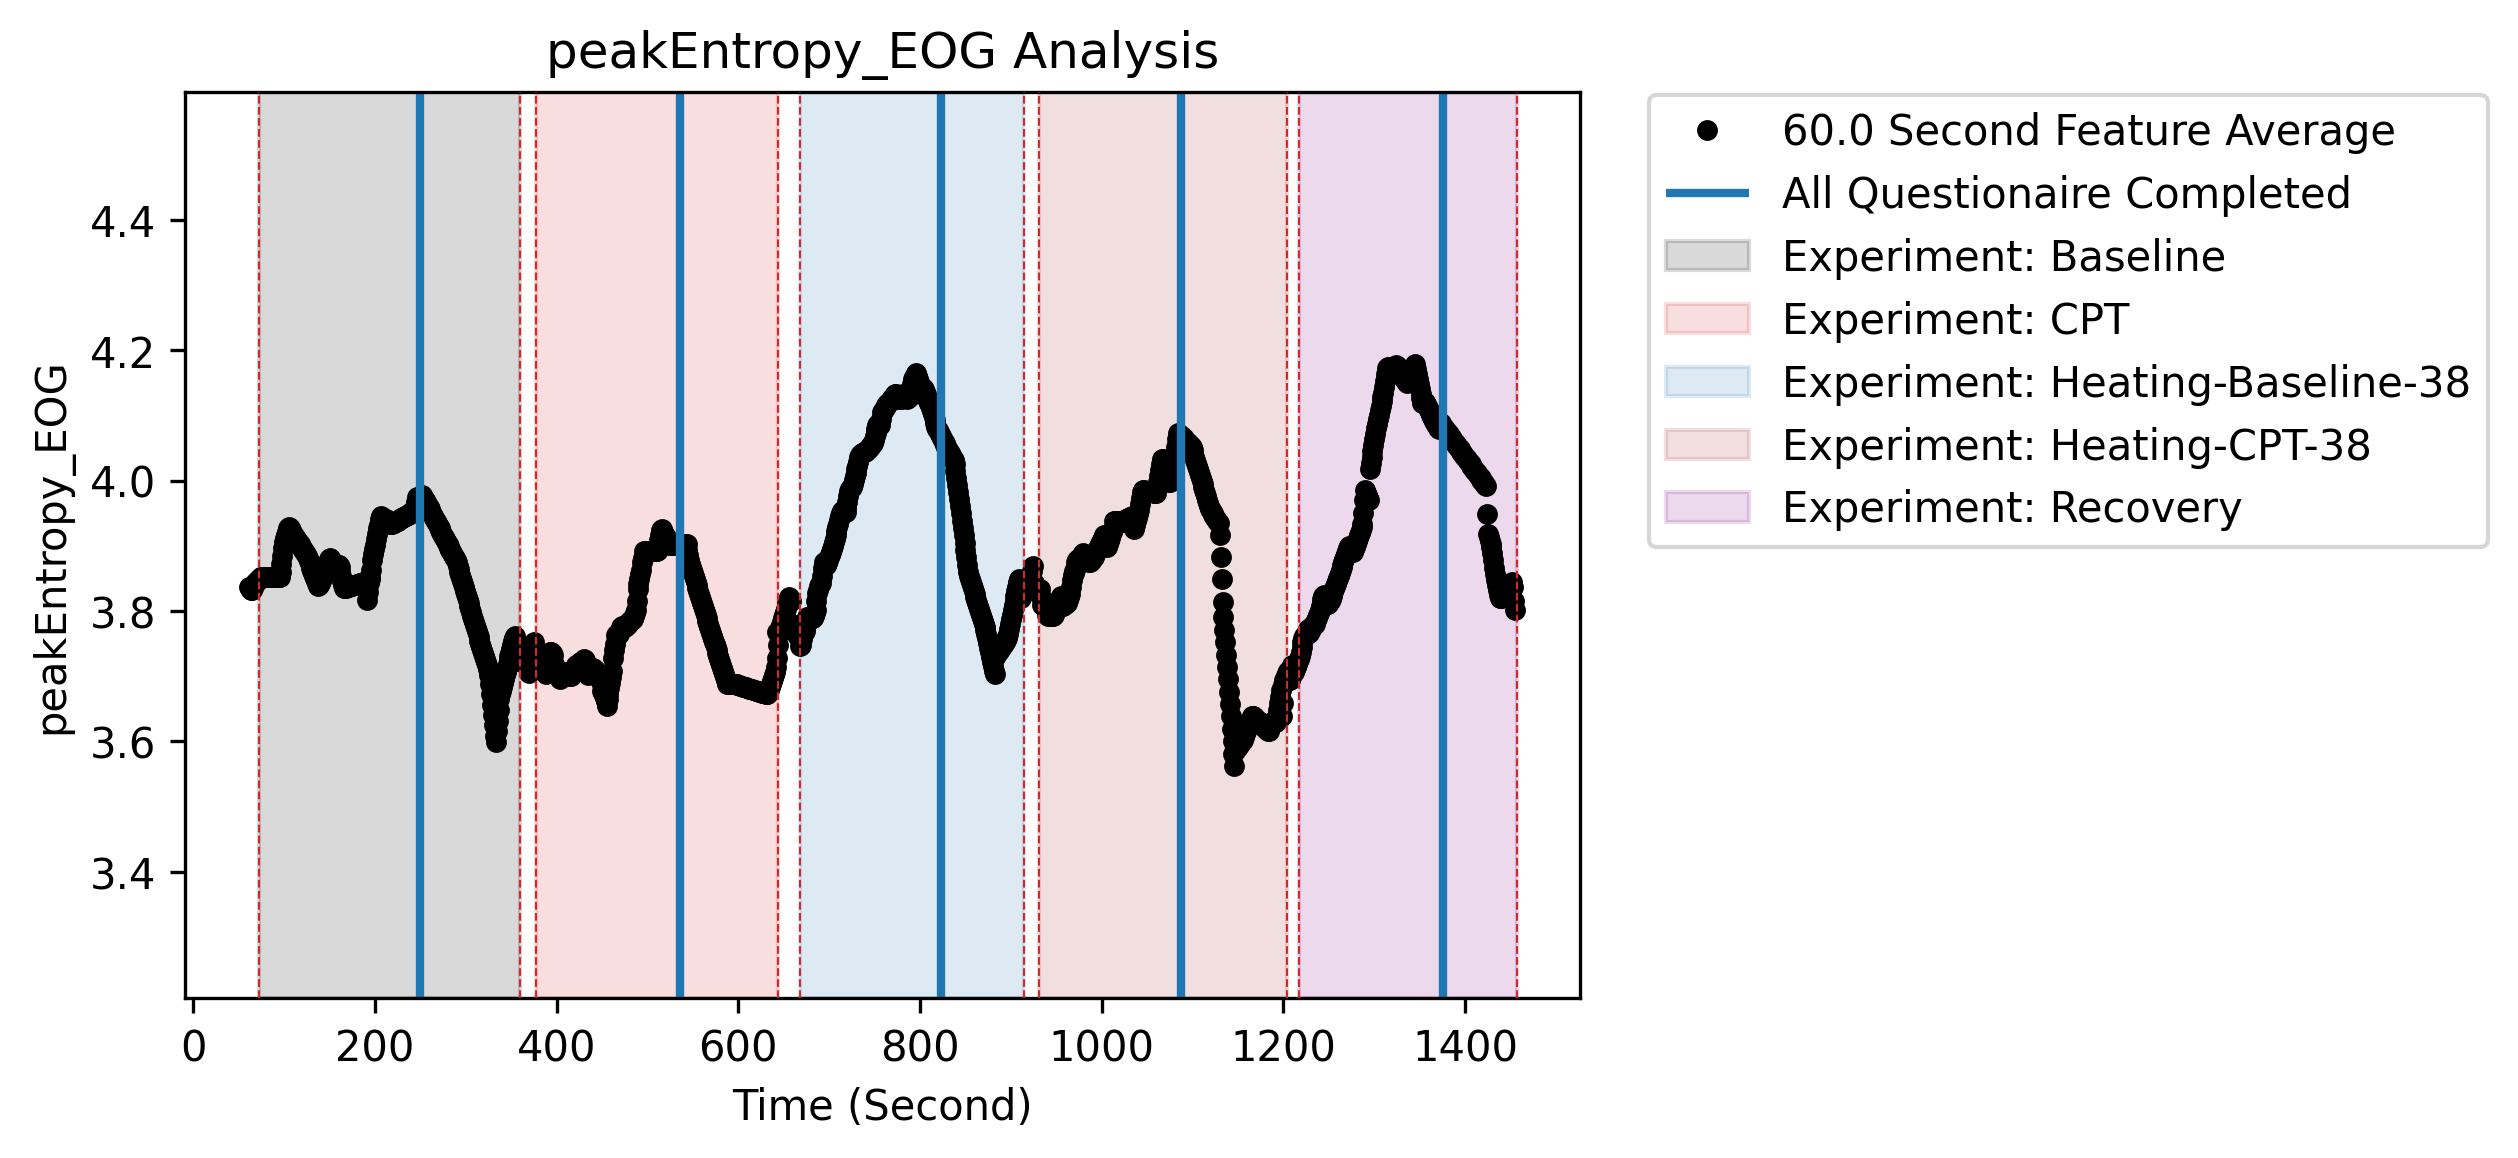 peakEntropy_EOG Analysis
peakEntropy_EOG
4.4
4.2
4.0
3.8
3.6
3.4
0 200 400 600 800 1000 1200 1400
Time (Second)
60.0 Second Feature Average
All Questionaire Completed
Experiment: Baseline
Experiment: CPT
Experiment: Heating-Baseline-38
Experiment: Heating-CPT-38
Experiment: Recovery